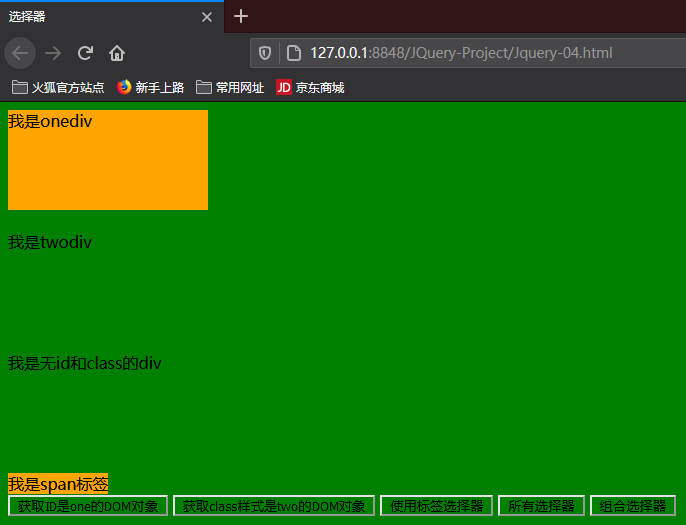 选择器
127.0.0.1:8848/JQuery-Project/Jquery-04.html
火狐官方站点 新手上路 常用网址 JD 京东商城
我是onediv
我是twodiv
我是无id和class的div
我是span标签
获取ID是one的DOM对象 获取class样式是two的DOM对象 使用标签选择器 所有选择器 组合选择器